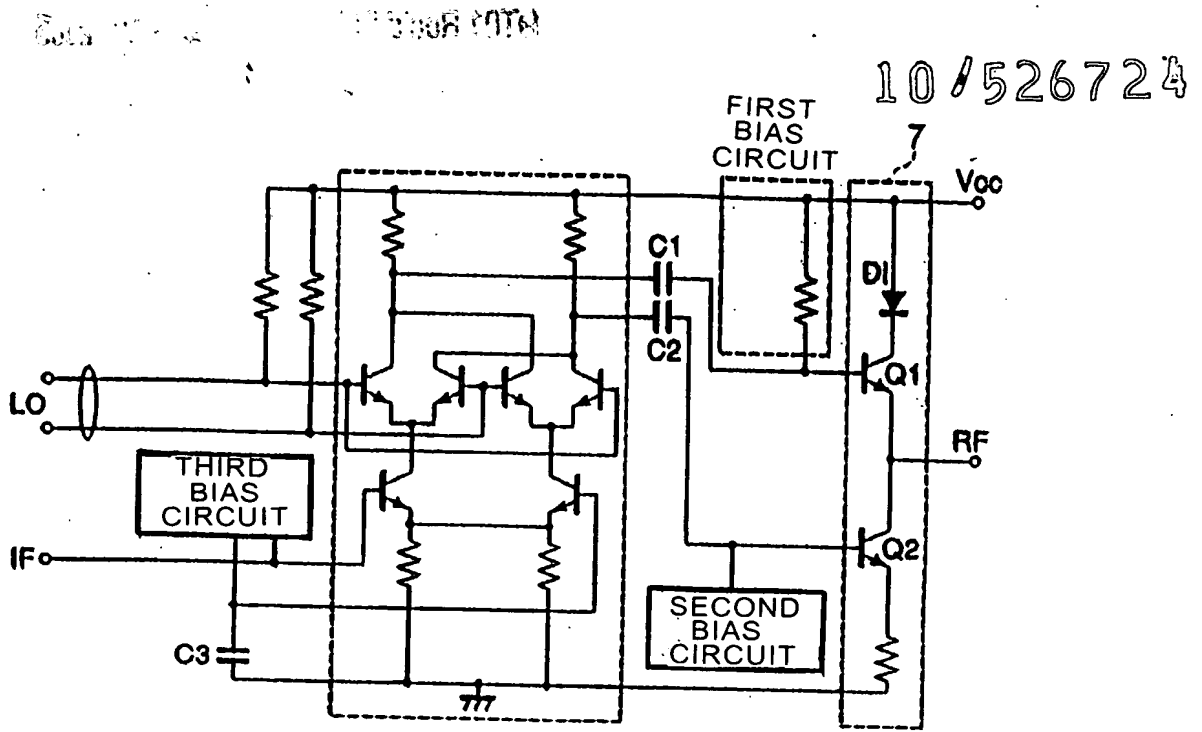 10/526724
FIRST
BIAS
CIRCUIT
7
Vcc
C1
D1
C2
Q1
LO
RF
THIRD
BIAS
CIRCUIT
IF
Q2
SECOND
BIAS
CIRCUIT
C3